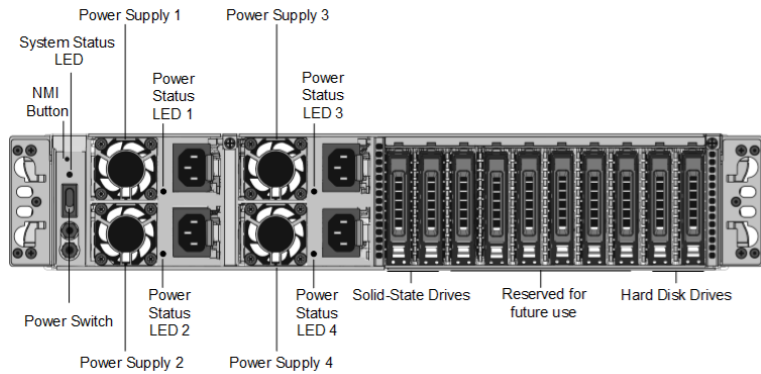 Power Supply 1
Power Supply 3
System Status
LED
NMI
Button
Power
Status
LED 1
Power
Status
LED 3
Power Switch
Power
Status
LED 2
Power
Status
LED 4
Solid-State Drives
Reserved for
future use
Hard Disk Drives
Power Supply 2
Power Supply 4